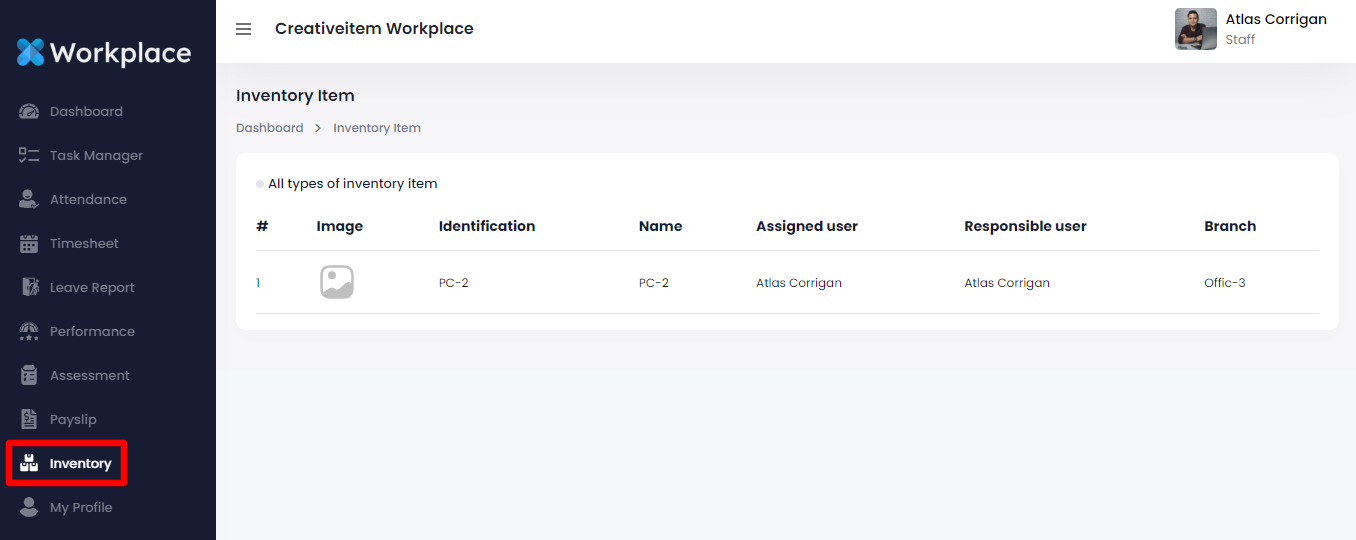 Workplace
Dashboard
Task Manager
Attendance
Timesheet
Leave Report
Performance
Assessment
Payslip
Inventory
My Profile
Creativeitem Workplace
Atlas Corrigan
Staff
Inventory Item
Dashboard > Inventory Item
All types of inventory item
# Image Identification Name Assigned user Responsible user Branch
1 PC-2 PC-2 Atlas Corrigan Atlas Corrigan Offic-3